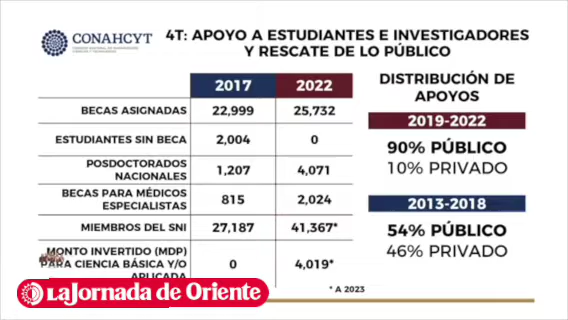 CONAHCYT
4T: APOYO A ESTUDIANTES E INVESTIGADORES
Y RESCATE DE LO PÚBLICO
2017 2022
BECAS ASIGNADAS 22,999 25,732
ESTUDIANTES SIN BECA 2,004 0
POSDOCTORADOS
NACIONALES 1,207 4,071
BECAS PARA MÉDICOS
ESPECIALISTAS 815 2,024
MIEMBROS DEL SNI 27,187 41,367*
MONTO INVERTIDO (MDP)
PARA CIENCIA BÁSICA Y/O
APLICADA 0 4,019*
* A 2023
DISTRIBUCIÓN DE
APOYOS
2019-2022
90% PÚBLICO
10% PRIVADO
2013-2018
54% PÚBLICO
46% PRIVADO
LaJornada de Oriente